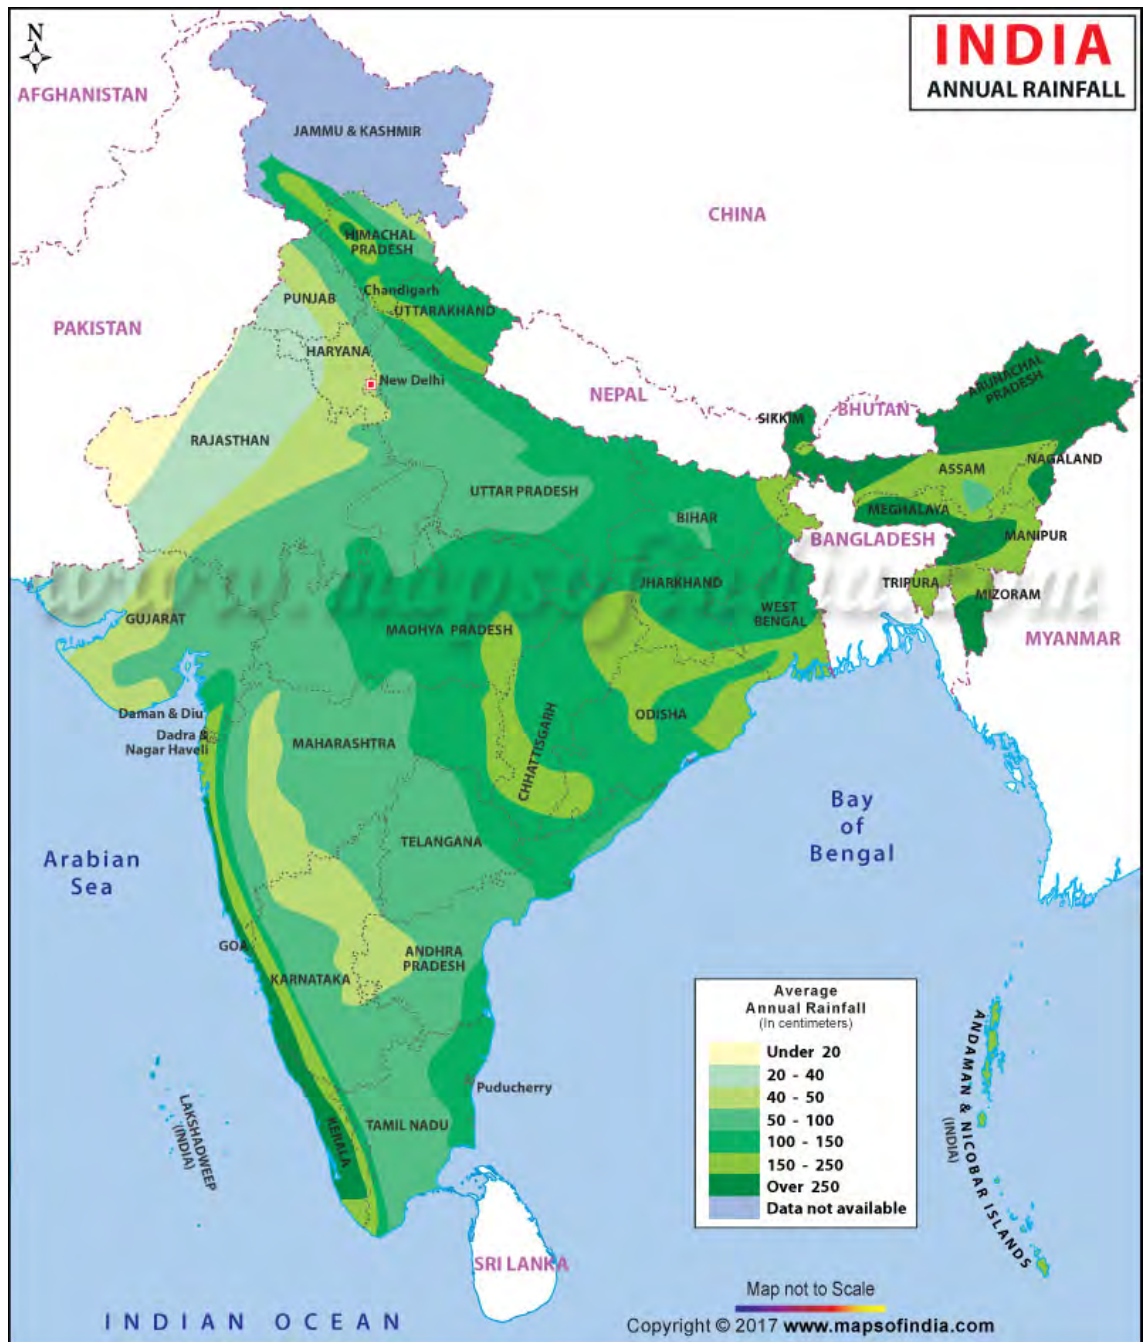 N
INDIA
ANNUAL RAINFALL
AFGHANISTAN
JAMMU & KASHMIR
CHINA
HIMACHAL
PRADESH
Chandigarh
PUNJAB
UTTARAKHAND
PAKISTAN
HARYANA
New Delhi
NEPAL
ARUNACHAL
PRADESH
SIKKIM
BHUTAN
RAJASTHAN
ASSAM
NAGALAND
UTTAR PRADESH
BIHAR
MEGHALAYA
BANGLADESH
MANIPUR
www.mapsofindia.com
JHARKHAND
TRIPURA
MIZORAM
GUJARAT
MADHYA PRADESH
WEST
BENGAL
MYANMAR
Daman & Diu
Dadra &
Nagar Haveli
MAHARASHTRA
CHHATTISGARH
ODISHA
TELANGANA
Arabian
Sea
Bay
of
Bengal
GOA
KARNATAKA
ANDHRA
PRADESH
Puducherry
TAMIL NADU
KERALA
LAKSHADWEEP
(INDIA)
ANDAMAN & NICOBAR ISLANDS
(INDIA)
Average
Annual Rainfall
(In centimeters)
Under 20
20 - 40
40 - 50
50 - 100
100 - 150
150 - 250
Over 250
Data not available
SRI LANKA
INDIAN OCEAN
Map not to Scale
Copyright © 2017 www.mapsofindia.com